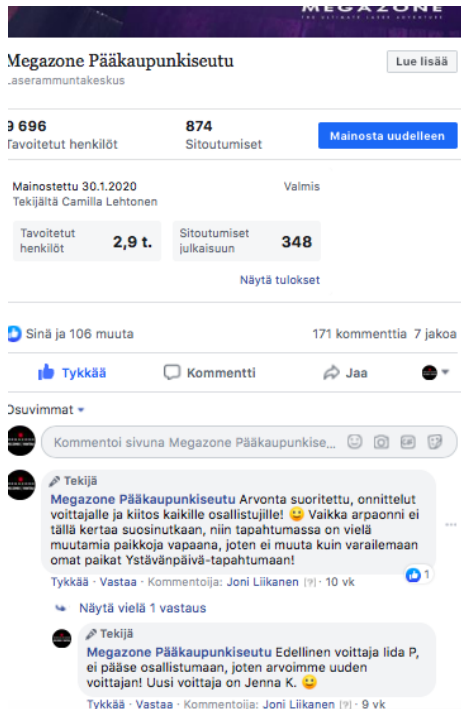 MEGAZONE
THE ULTIMATE LASER ADVENTURE
Megazone Pääkaupunkiseutu
Laserammuntakeskus
Lue lisää
9 696
874
Tavoitetut henkilöt
Sitoutumiset
Mainosta uudelleen
Mainostettu 30.1.2020
Valmis
Tekijältä Camilla Lehtonen
Tavoitetut
henkilöt
2,9 t.
Sitoutumiset
julkaisuun
348
Näytä tulokset
Sinä ja 106 muuta
171 kommenttia 7 jakoa
Tykkää
Kommentti
Jaa
Osuvimmat
Kommentoi sivuna Megazone Pääkaupunkise...
GIF
Tekijä
Megazone Pääkaupunkiseutu Arvonta suoritettu, onnittelut
voittajalle ja kiitos kaikille osallistujille! 😀 Vaikka arpaonni ei
tällä kertaa suosinutkaan, niin tapahtumassa on vielä
muutamia paikkoja vapaana, joten ei muuta kuin varailemaan
omat paikat Ystävänpäivä-tapahtumaan!
1
Tykkää · Vastaa · Kommentoija: Joni Liikanen [?] · 10 vk
Näytä vielä 1 vastaus
Tekijä
Megazone Pääkaupunkiseutu Edellinen voittaja Iida P,
ei pääse osallistumaan, joten arvoimme uuden
voittajan! Uusi voittaja on Jenna K. 😀
Tykkää · Vastaa · Kommentoija: Joni Liikanen [?] · 9 vk